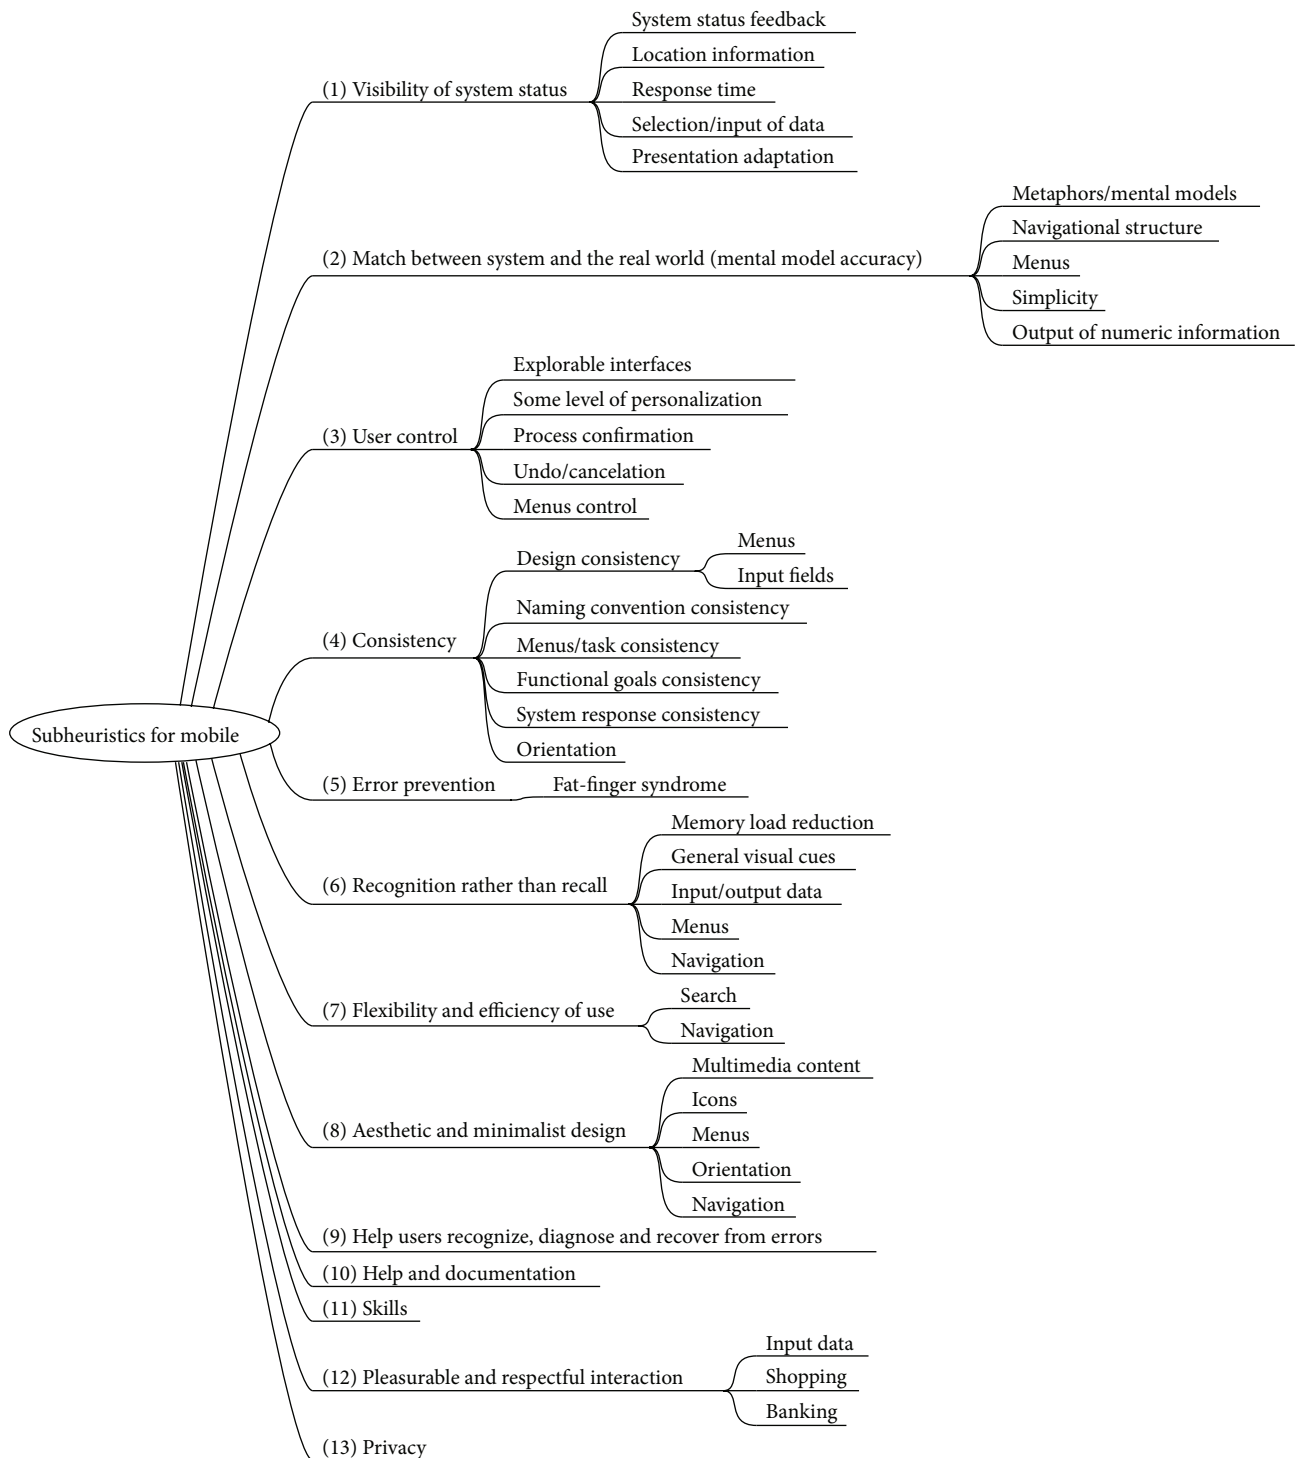 Subheuristics for mobile
(1) Visibility of system status
System status feedback
Location information
Response time
Selection/input of data
Presentation adaptation
(2) Match between system and the real world (mental model accuracy)
Metaphors/mental models
Navigational structure
Menus
Simplicity
Output of numeric information
(3) User control
Explorable interfaces
Some level of personalization
Process confirmation
Undo/cancelation
Menus control
(4) Consistency
Design consistency
Menus
Input fields
Naming convention consistency
Menus/task consistency
Functional goals consistency
System response consistency
Orientation
(5) Error prevention
Fat-finger syndrome
(6) Recognition rather than recall
Memory load reduction
General visual cues
Input/output data
Menus
Navigation
(7) Flexibility and efficiency of use
Search
Navigation
(8) Aesthetic and minimalist design
Multimedia content
Icons
Menus
Orientation
Navigation
(9) Help users recognize, diagnose and recover from errors
(10) Help and documentation
(11) Skills
(12) Pleasurable and respectful interaction
Input data
Shopping
Banking
(13) Privacy